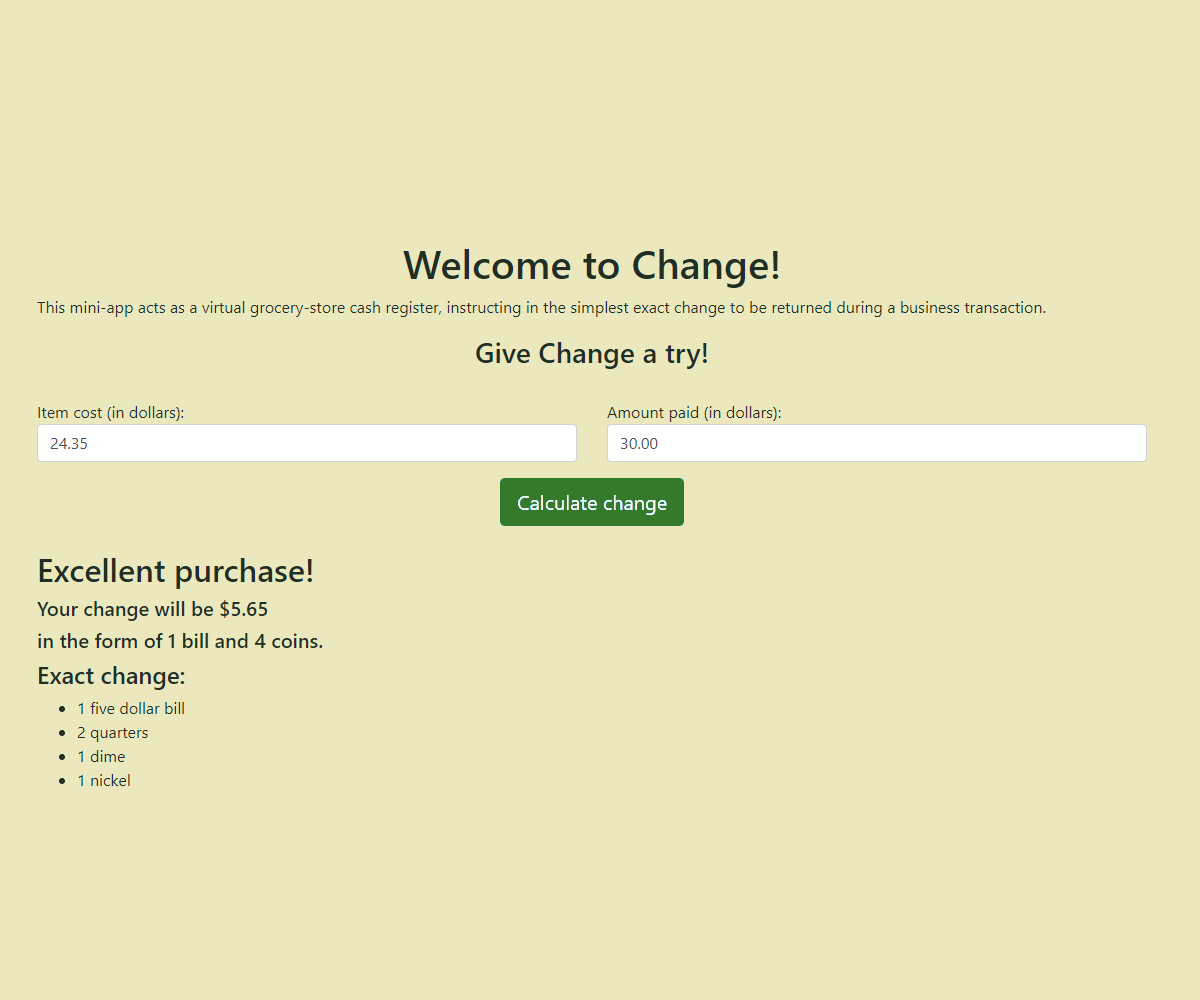 Welcome to Change!
This mini-app acts as a virtual grocery-store cash register, instructing in the simplest exact change to be returned during a business transaction.
Give Change a try!
Item cost (in dollars):
Amount paid (in dollars):
24.35
30.00
Calculate change
Excellent purchase!
Your change will be $5.65
in the form of 1 bill and 4 coins.
Exact change:
1 five dollar bill
2 quarters
1 dime
1 nickel